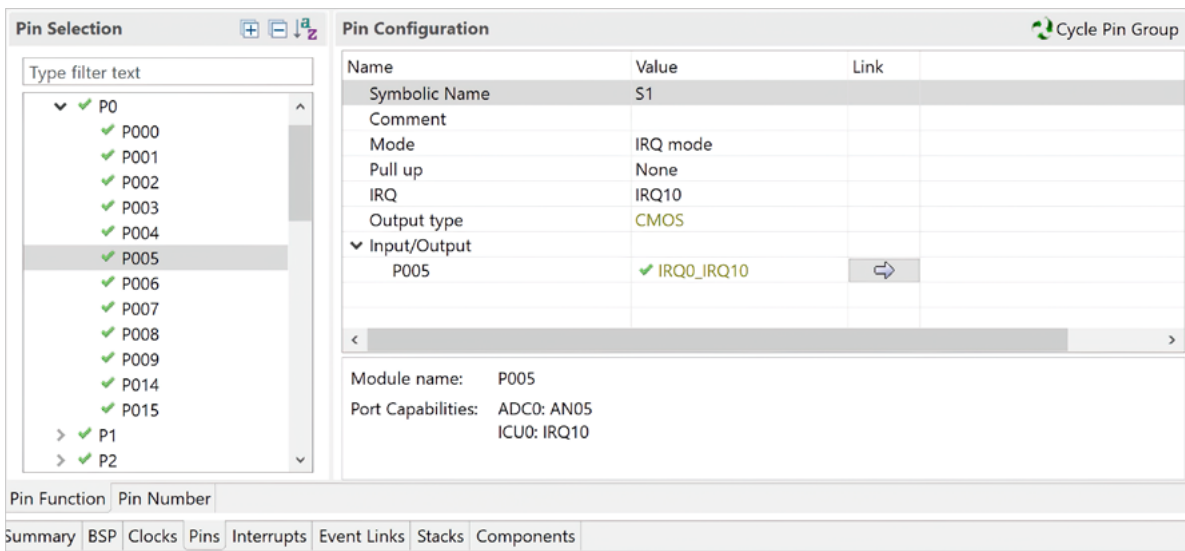 Pin Selection
Type filter text
P0
P000
P001
P002
P003
P004
P005
P006
P007
P008
P009
P014
P015
P1
P2
Pin Configuration
Cycle Pin Group
Name Value Link
Symbolic Name S1
Comment
Mode IRQ mode
Pull up None
IRQ IRQ10
Output type CMOS
Input/Output
P005 IRQ0_IRQ10
Module name: P005
Port Capabilities: ADC0: AN05
ICU0: IRQ10
Pin Function Pin Number
Summary BSP Clocks Pins Interrupts Event Links Stacks Components